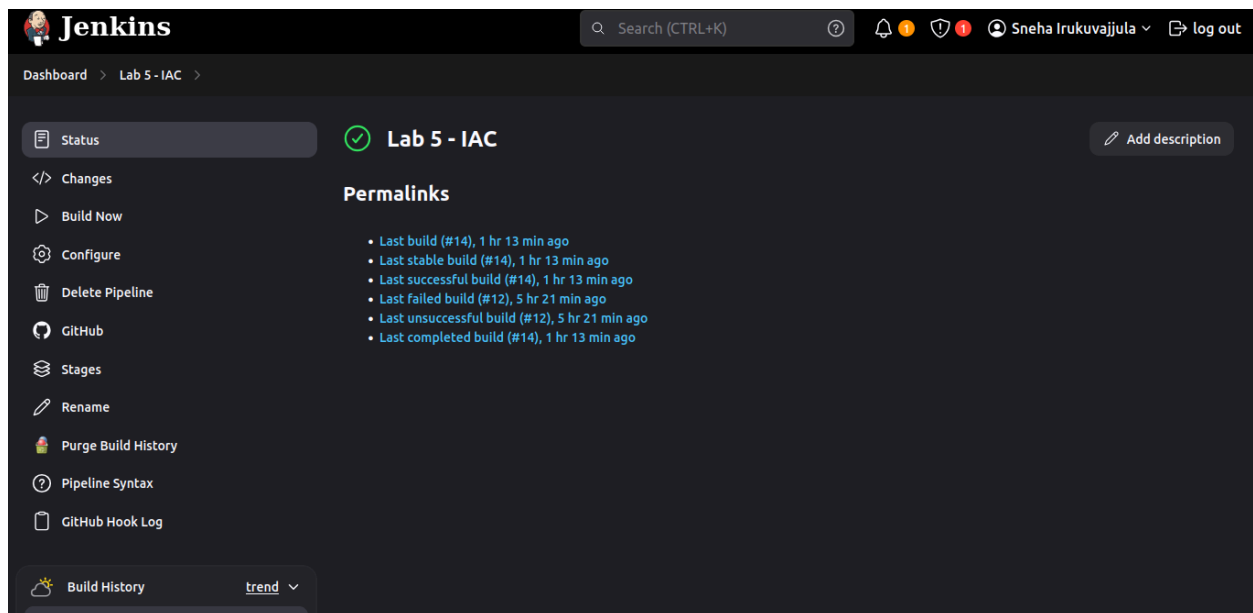 Jenkins
Search (CTRL+K)
1
1
Sneha Irukuvajjula
log out
Dashboard > Lab 5 - IAC >
Status
Changes
Build Now
Configure
Delete Pipeline
GitHub
Stages
Rename
Purge Build History
Pipeline Syntax
GitHub Hook Log
Build History
trend
Lab 5 - IAC
Add description
Permalinks
• Last build (#14), 1 hr 13 min ago
• Last stable build (#14), 1 hr 13 min ago
• Last successful build (#14), 1 hr 13 min ago
• Last failed build (#12), 5 hr 21 min ago
• Last unsuccessful build (#12), 5 hr 21 min ago
• Last completed build (#14), 1 hr 13 min ago